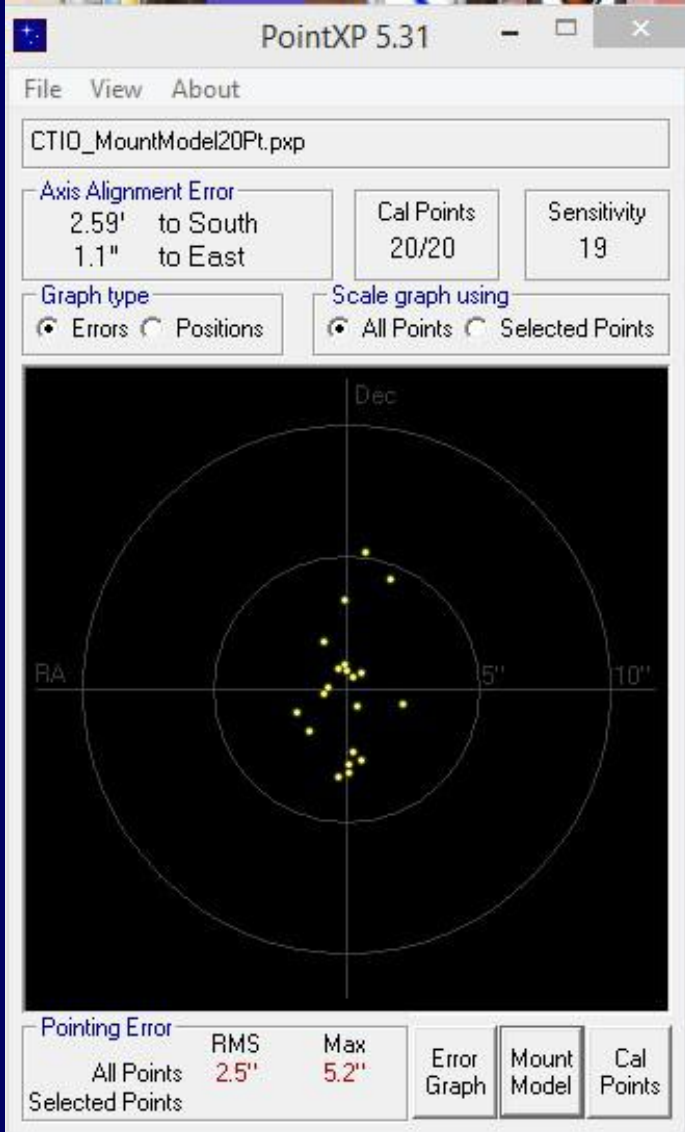 PointXP 5.31
File View About
CTIO_MountModel20Pt.pxp
Axis Alignment Error
2.59' to South
1.1" to East
Cal Points
20/20
Sensitivity
19
Graph type
Errors Positions
Scale graph using
All Points Selected Points
Dec
RA 5" 10"
Pointing Error
RMS Max
All Points 2.5" 5.2"
Selected Points
Error
Graph
Mount
Model
Cal
Points